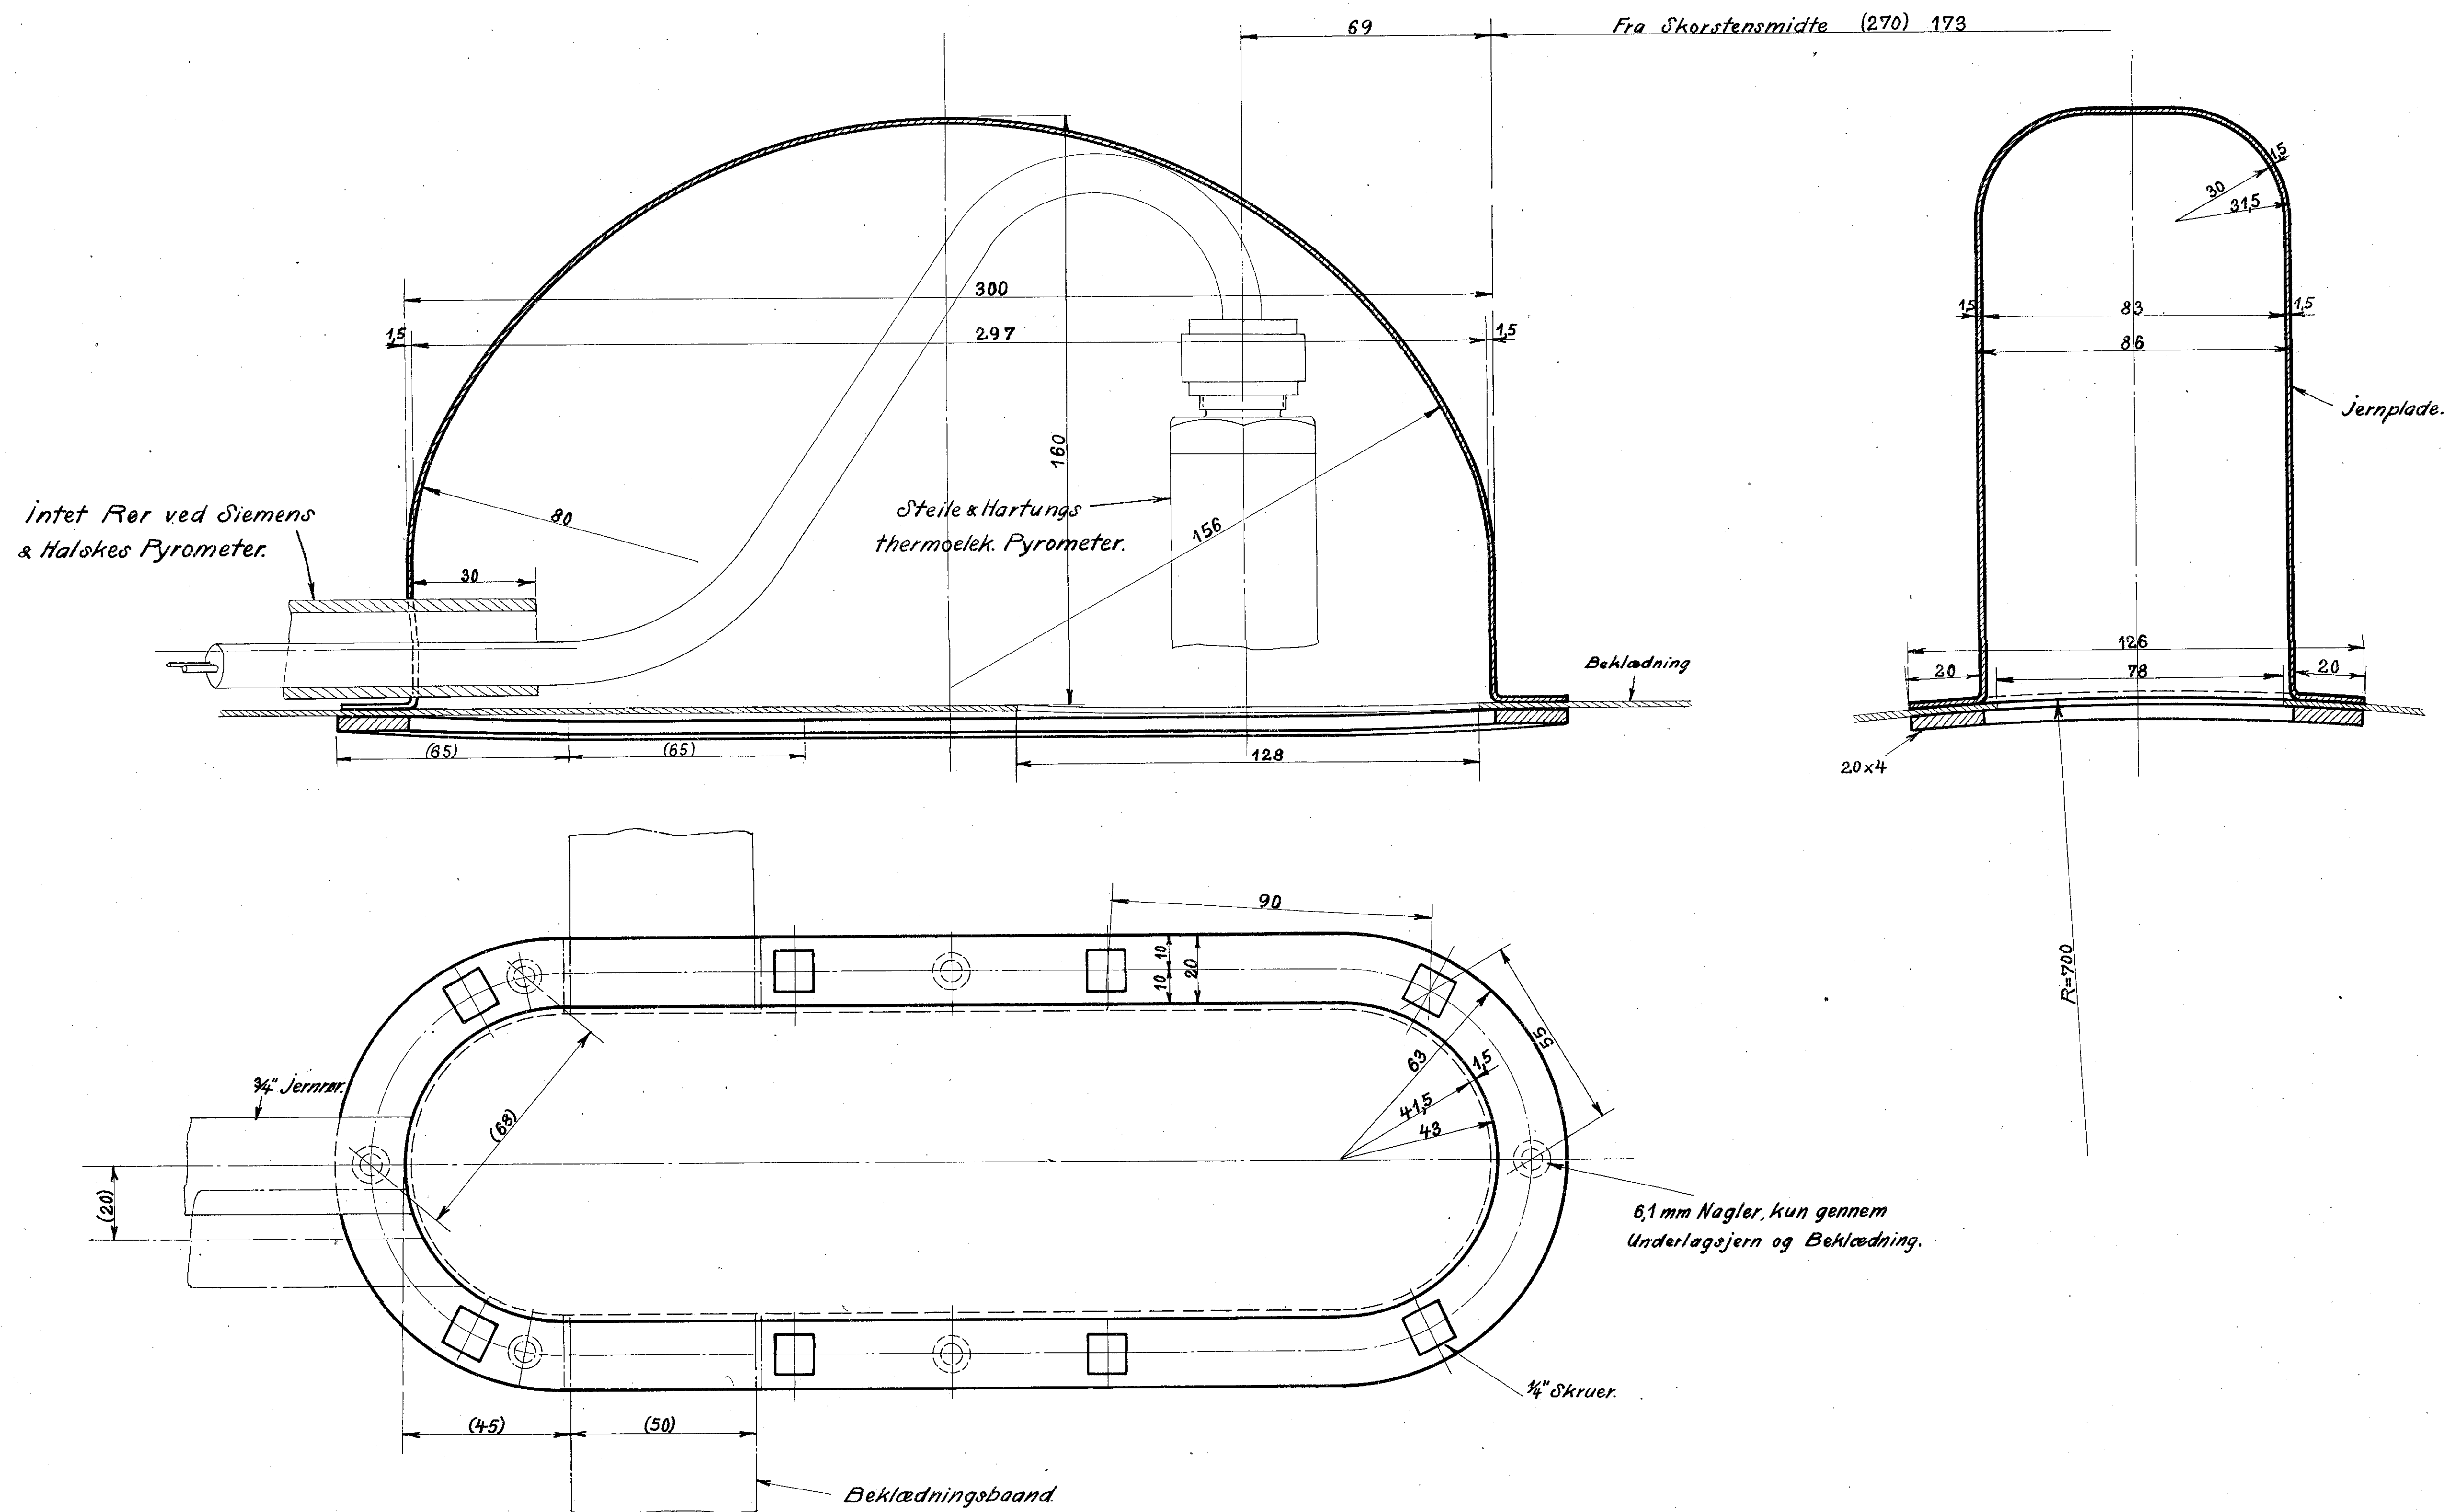 69
Fra Skorstensmidte (270) 173
1,5
30
31,5
300
1,5
297
1,5
1,5
83
1,5
86
Jernplade.
160
Intet Rør ved Siemens
& Halskes Pyrometer.
80
Steile & Hartungs
thermoelek. Pyrometer.
156
30
126
Beklædning
20
78
20
(65)
(65)
128
20x4
90
10
10
20
R=700
55
63
1,5
41,5
43
3/4" Jernrør.
(68)
(20)
6,1 mm Nagler, kun gennem
Underlagsjern og Beklædning.
1/4" Skruer.
(45)
(50)
Beklædningsbaand.